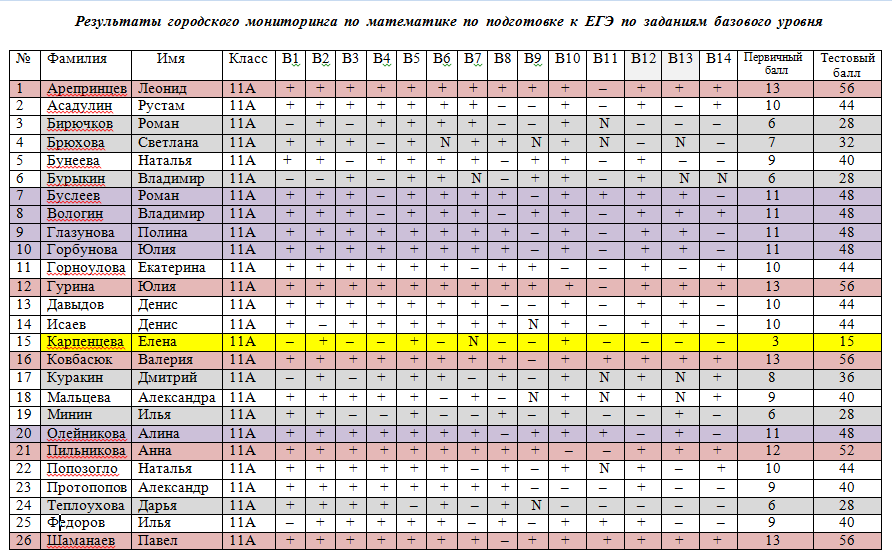 Результаты городского мониторинга по математике по подготовке к ЕГЭ по заданиям базового уровня
№ Фамилия Имя Класс В1 В2 В3 В4 В5 В6 В7 В8 В9 В10 В11 В12 В13 В14 Первичный балл Тестовый балл
1 Арепринцев Леонид 11А + + + + + + + + + + – + + + 13 56
2 Асадулин Рустам 11А + + + + + + + – – + – + – + 10 44
3 Бирючков Роман 11А – + – + + + + – – + N – – – 6 28
4 Брюхова Светлана 11А + + + – + N + + N + N – N – 7 32
5 Бунеева Наталья 11А + + – + + + + – + + – + – – 9 40
6 Бурыкин Владимир 11А – – + – + + N – + + – + N N 6 28
7 Буслеев Роман 11А + + + – + + + + – + + + + – 11 48
8 Вологин Владимир 11А + + + – + + + – + + – + + + 11 48
9 Глазунова Полина 11А + + + + + + + + – + – + + – 11 48
10 Горбунова Юлия 11А + + + + + + + + – + – + + – 11 48
11 Горноулова Екатерина 11А + + + + + + – + + – – + – + 10 44
12 Гурина Юлия 11А + + + + + + + + + + – + + + 13 56
13 Давыдов Денис 11А + + + + + + + – – + – + + – 10 44
14 Исаев Денис 11А + – + + + + + + N + – + + – 10 44
15 Карпенцева Елена 11А – + – – + – N – – + – – – – 3 15
16 Ковбасюк Валерия 11А + + + + + + + + – + + + + + 13 56
17 Куракин Дмитрий 11А – + – + + + + + – + N + N – 8 36
18 Мальцева Александра 11А + + + + + – + – N + N + N + 9 40
19 Минин Илья 11А + + – – + – – + – + – – + – 6 28
20 Олейникова Алина 11А + + + + + + + – + + + – + – 11 48
21 Пильникова Анна 11А + + + + + + + + + – – + + + 12 52
22 Попозогло Наталья 11А + + + + + + – + – + N + – + 10 44
23 Протопопов Александр 11А + + + + + + + – – + – + – – 9 40
24 Теплоухова Дарья 11А + + + + – + – + N – – – – – 6 28
25 Федоров Илья 11А – + + + + + – + – + + + – – 9 40
26 Шаманаев Павел 11А + + + + + + + – + + + + + + 13 56